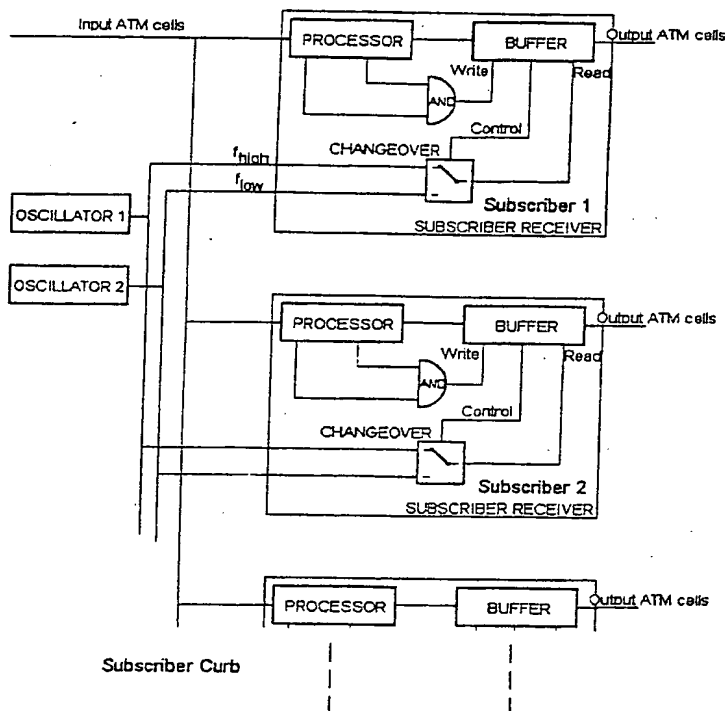 Input ATM cells
PROCESSOR
BUFFER
Output ATM cells
Write
Read
AND
Control
CHANGEOVER
fhigh
flow
Subscriber 1
SUBSCRIBER RECEIVER
OSCILLATOR 1
OSCILLATOR 2
PROCESSOR
BUFFER
Output ATM cells
Write
Read
AND
Control
CHANGEOVER
Subscriber 2
SUBSCRIBER RECEIVER
PROCESSOR
BUFFER
Output ATM cells
Subscriber Curb